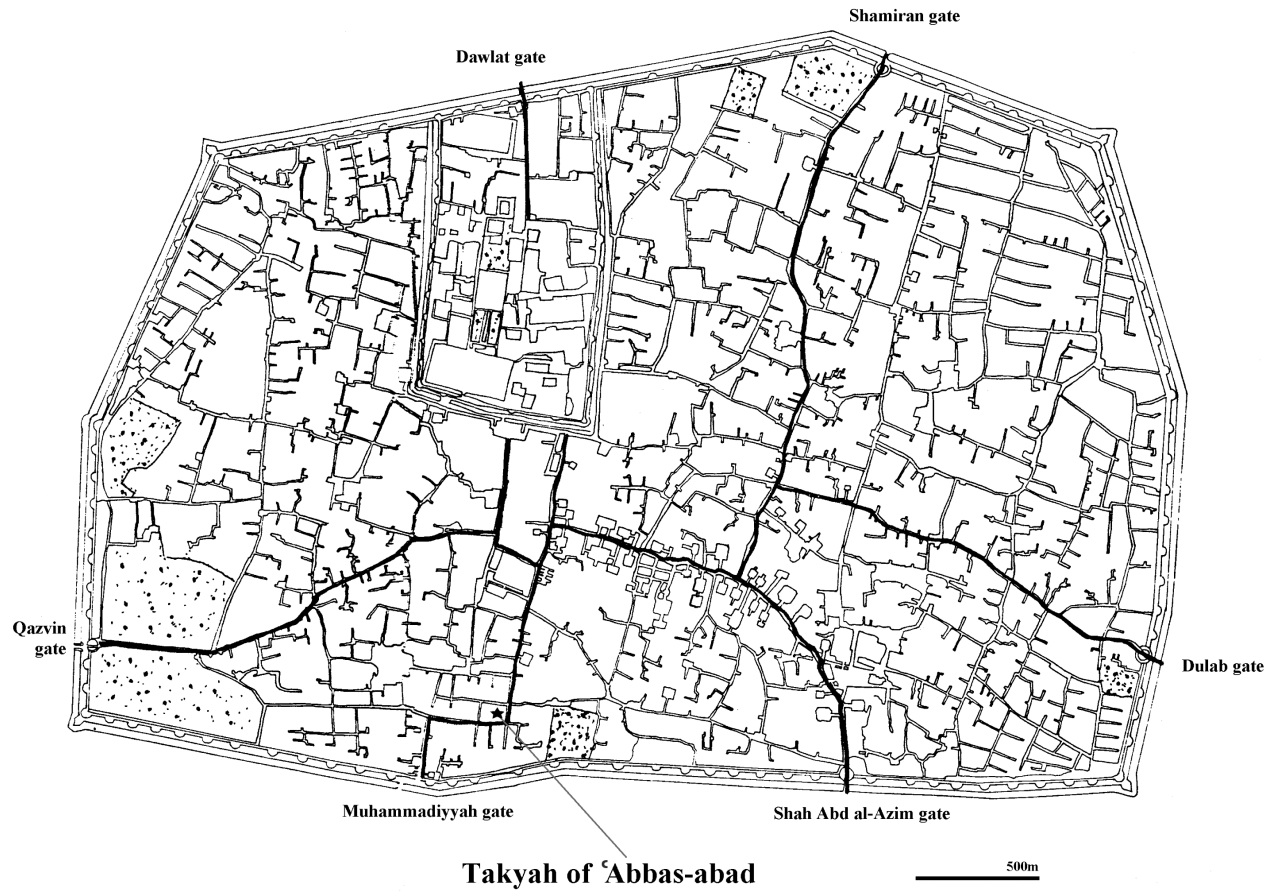 Shamiran gate
Dawlat gate
Qazvin
gate
Dulab gate
Muhammadiyyah gate
Shah Abd al-Azim gate
Takyah of ʿAbbas-abad
500m